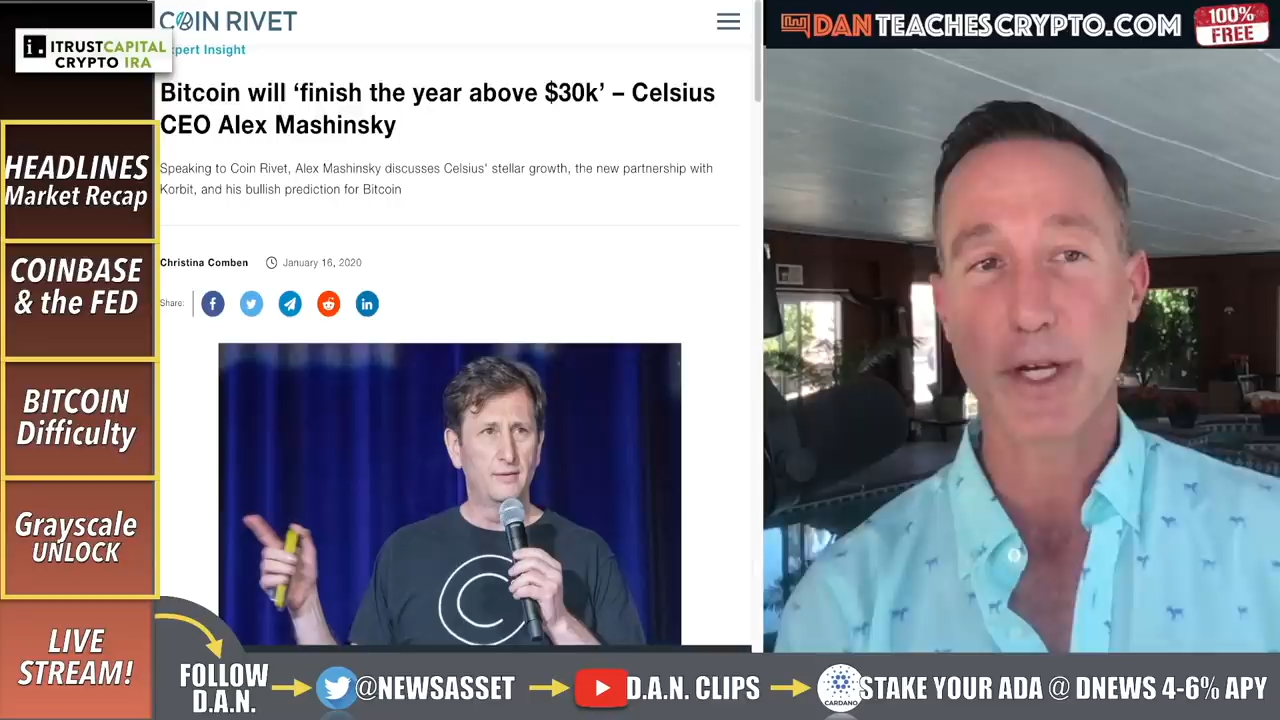 i. ITRUSTCAPITAL
CRYPTO IRA
HEADLINES
Market Recap
COINBASE
& the FED
BITCOIN
Difficulty
Grayscale
UNLOCK
LIVE
STREAM!
COIN RIVET
xpert Insight
Bitcoin will ‘finish the year above $30k’ – Celsius
CEO Alex Mashinsky
Speaking to Coin Rivet, Alex Mashinsky discusses Celsius' stellar growth, the new partnership with
Korbit, and his bullish prediction for Bitcoin
Christina Comben January 16, 2020
Share:
DANTEACHESCRYPTO.COM
100%
FREE
FOLLOW
D.A.N.
@NEWSASSET
D.A.N. CLIPS
CARDANO
STAKE YOUR ADA @ DNEWS 4-6% APY